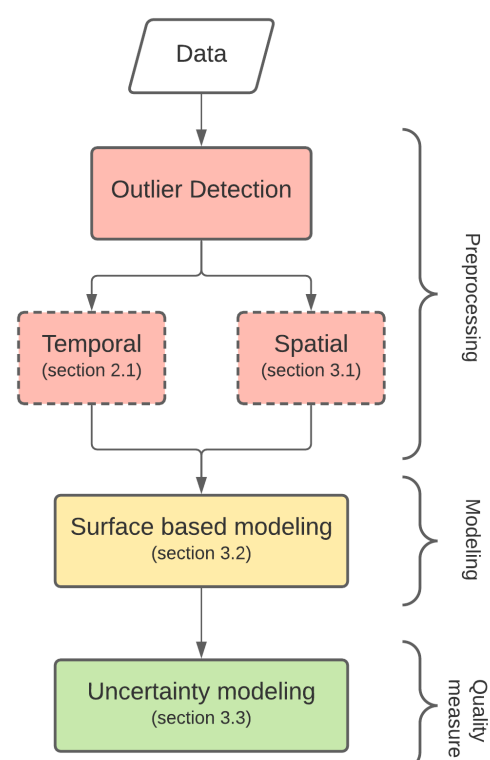 Data
Outlier Detection
Temporal
(section 2.1)
Spatial
(section 3.1)
Preprocessing
Surface based modeling
(section 3.2)
Modeling
Uncertainty modeling
(section 3.3)
Quality
measure